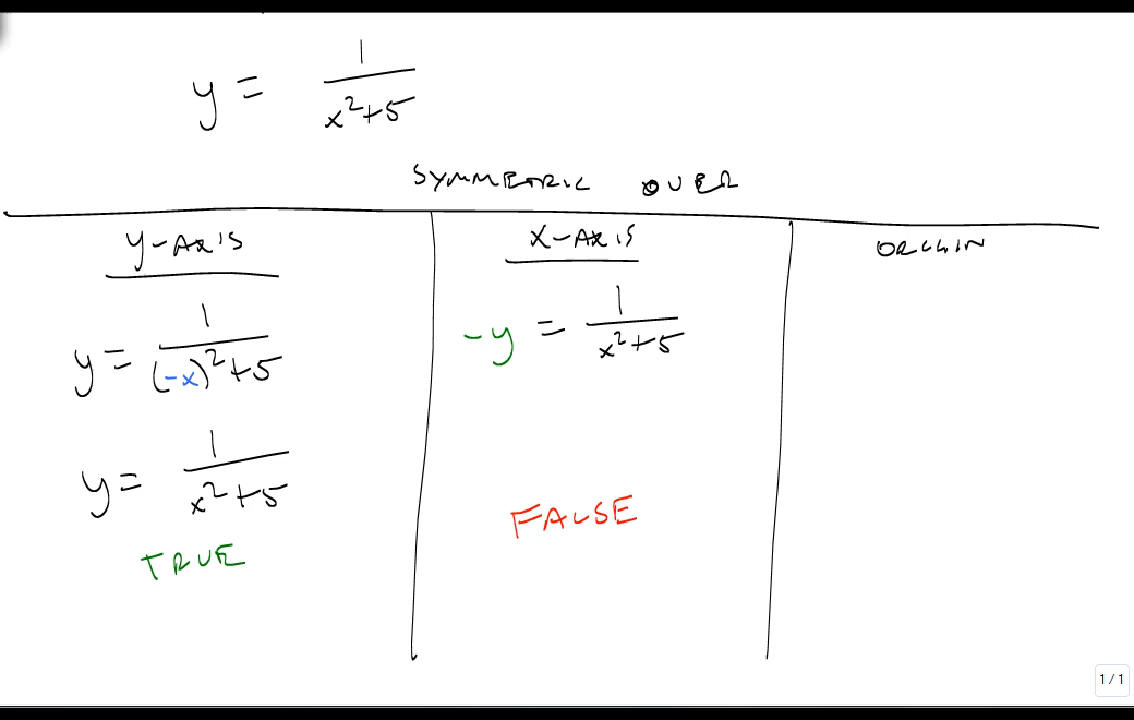 y = 1/(x²+5)
SYMMETRIC OVER
y-AXIS
y = 1/((-x)²+5)
y = 1/(x²+5)
TRUE
X-AXIS
-y = 1/(x²+5)
FALSE
ORIGIN
1 / 1